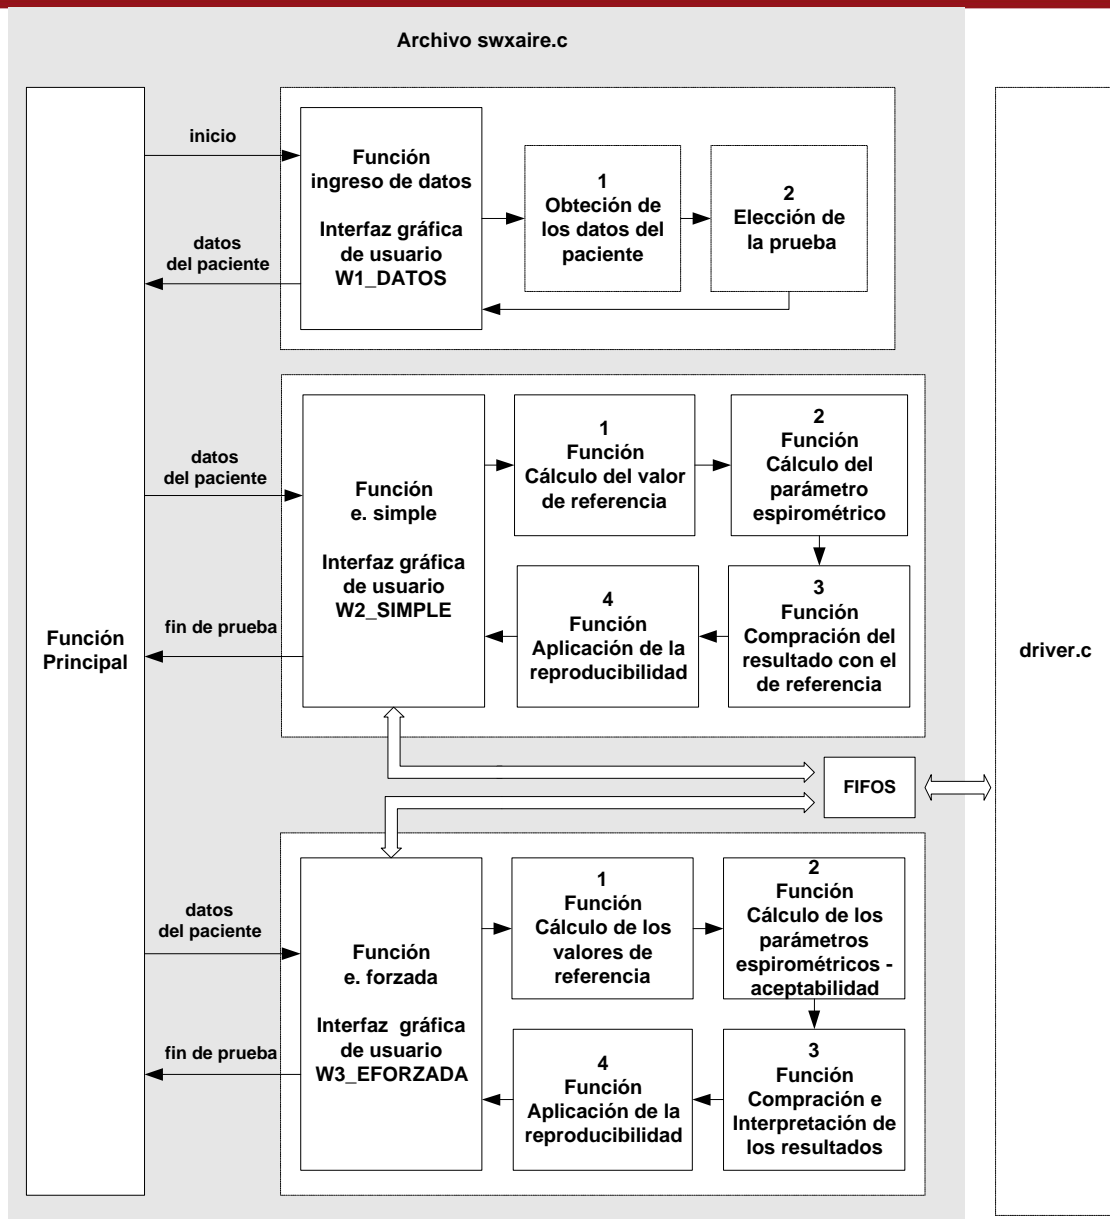 Archivo swxaire.c
Función
Principal
inicio
datos
del paciente
Función
ingreso de datos
Interfaz gráfica
de usuario
W1_DATOS
1
Obteción de
los datos del
paciente
2
Elección de
la prueba
datos
del paciente
fin de prueba
Función
e. simple
Interfaz gráfica
de usuario
W2_SIMPLE
1
Función
Cálculo del valor
de referencia
2
Función
Cálculo del
parámetro
espirométrico
3
Función
Compración del
resultado con el
de referencia
4
Función
Aplicación de la
reproducibilidad
FIFOS
driver.c
datos
del paciente
fin de prueba
Función
e. forzada
Interfaz gráfica
de usuario
W3_EFORZADA
1
Función
Cálculo de los
valores de
referencia
2
Función
Cálculo de los
parámetros
espirométricos -
aceptabilidad
3
Función
Compración e
Interpretación de
los resultados
4
Función
Aplicación de la
reproducibilidad